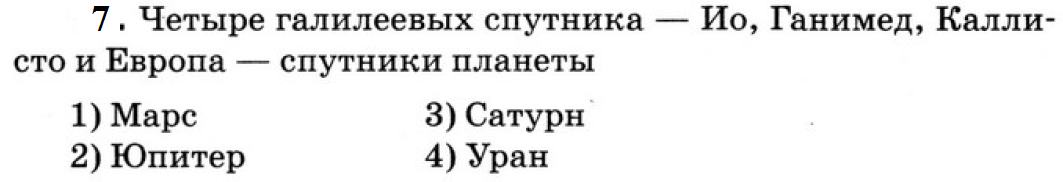 7. Четыре галилеевых спутника — Ио, Ганимед, Калли-
сто и Европа — спутники планеты
1) Марс 3) Сатурн
2) Юпитер 4) Уран